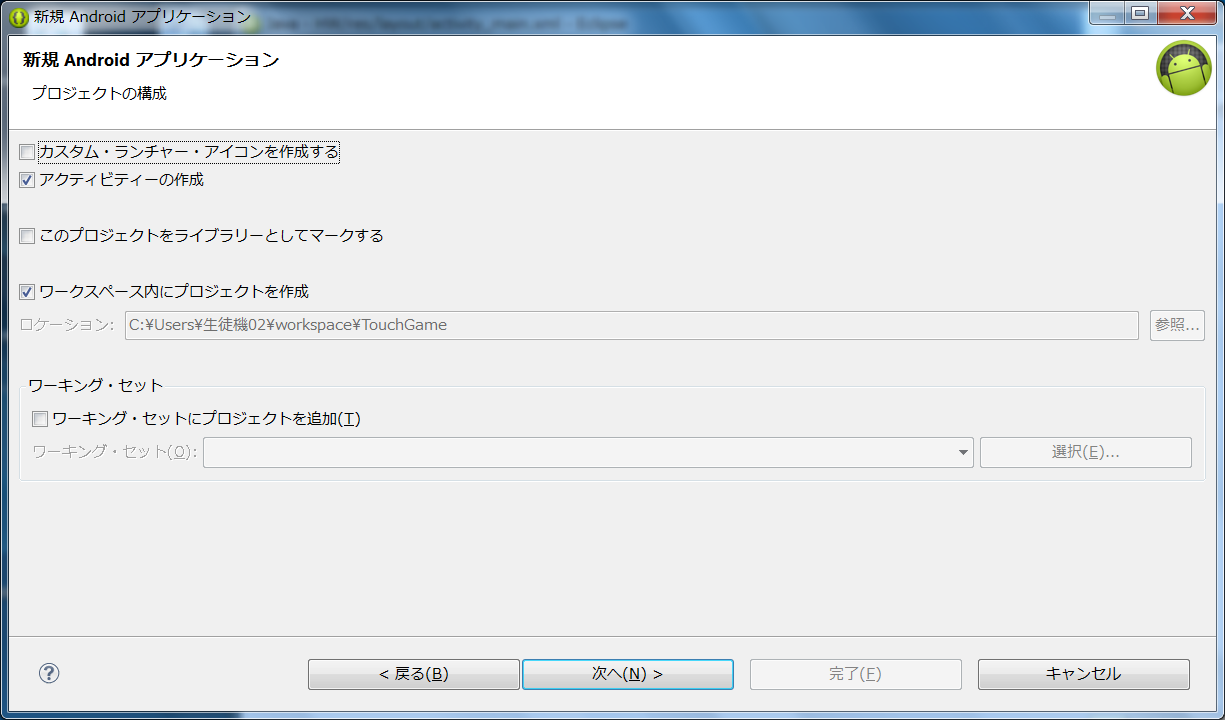 新規 Android アプリケーション
新規 Android アプリケーション
プロジェクトの構成
カスタム・ランチャー・アイコンを作成する
アクティビティーの作成
このプロジェクトをライブラリーとしてマークする
ワークスペース内にプロジェクトを作成
ロケーション: C:¥Users¥生徒機02¥workspace¥TouchGame 参照...
ワーキング・セット
ワーキング・セットにプロジェクトを追加(T)
ワーキング・セット(O): 選択(E)...
< 戻る(B) 次へ(N) > 完了(F) キャンセル